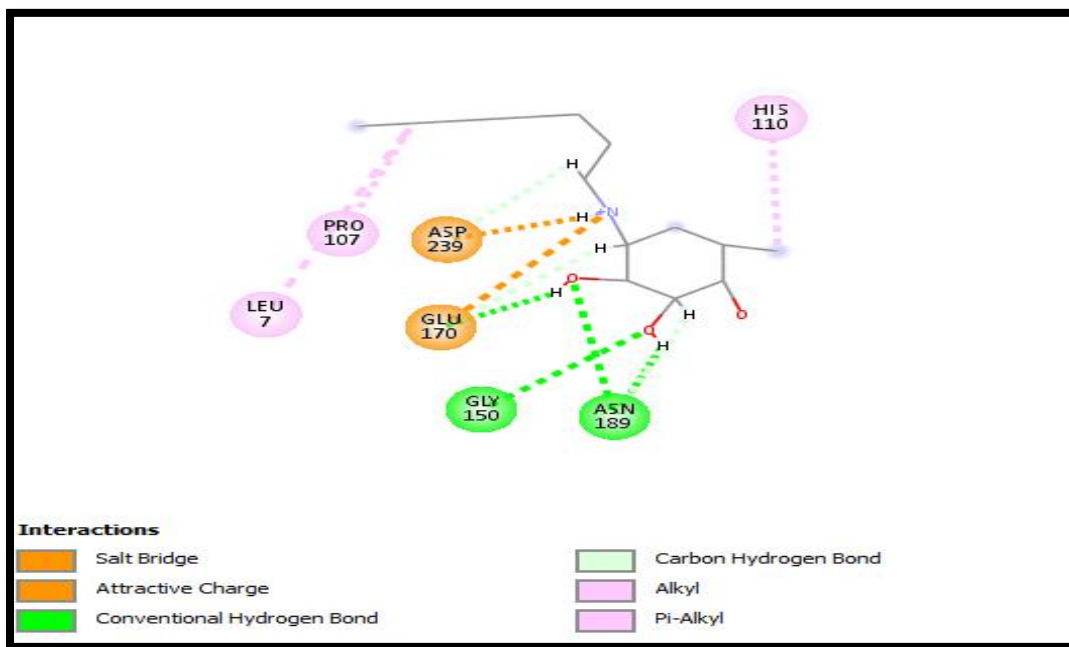 HIS
110
H
+N
PRO
107
ASP
239
H
H
O
H
LEU
7
GLU
170
H
O
O
H
GLY
150
ASN
189
Interactions
Salt Bridge
Attractive Charge
Conventional Hydrogen Bond
Carbon Hydrogen Bond
Alkyl
Pi-Alkyl